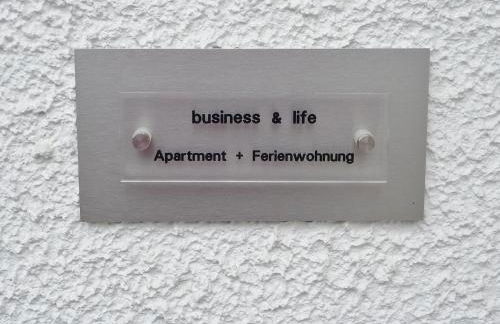 business & life
Apartment + Ferienwohnung